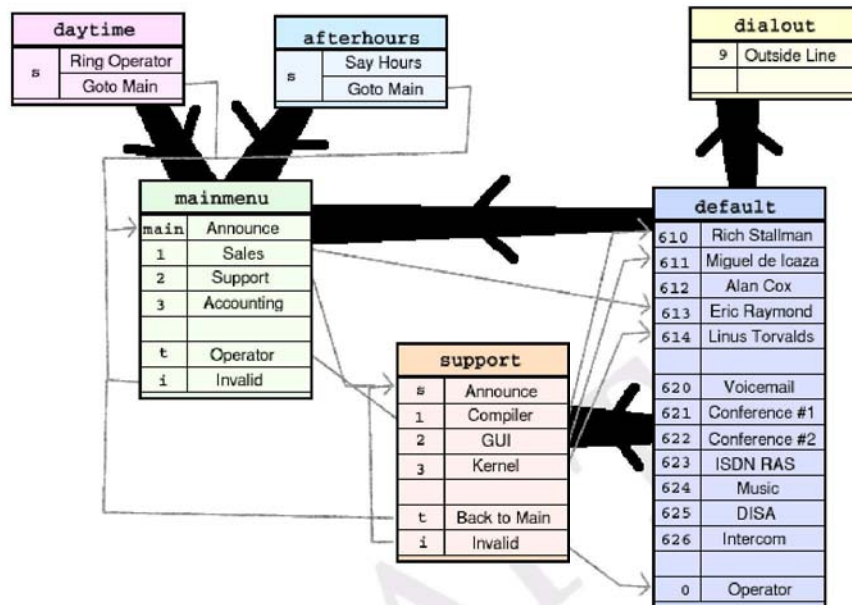 daytime
s Ring Operator
Goto Main
afterhours
s Say Hours
Goto Main
dialout
9 Outside Line
mainmenu
main Announce
1 Sales
2 Support
3 Accounting
t Operator
i Invalid
support
s Announce
1 Compiler
2 GUI
3 Kernel
t Back to Main
i Invalid
default
610 Rich Stallman
611 Miguel de Icaza
612 Alan Cox
613 Eric Raymond
614 Linus Torvalds
620 Voicemail
621 Conference #1
622 Conference #2
623 ISDN RAS
624 Music
625 DISA
626 Intercom
0 Operator